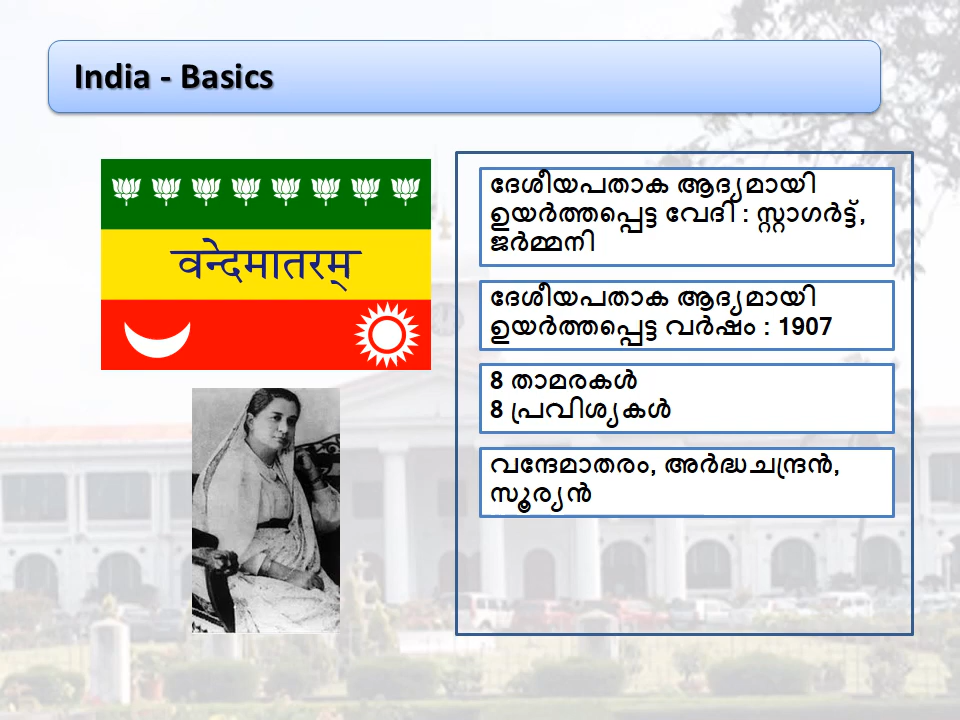 India - Basics
वन्देमातरम्
ദേശീയപതാക ആദ്യമായി
ഉയർത്തപ്പെട്ട വേദി : സ്റ്റാഗർട്ട്,
ജർമ്മനി
ദേശീയപതാക ആദ്യമായി
ഉയർത്തപ്പെട്ട വർഷം : 1907
8 താമരകൾ
8 പ്രവിശ്യകൾ
വന്ദേമാതരം, അർദ്ധചന്ദ്രൻ,
സൂര്യൻ